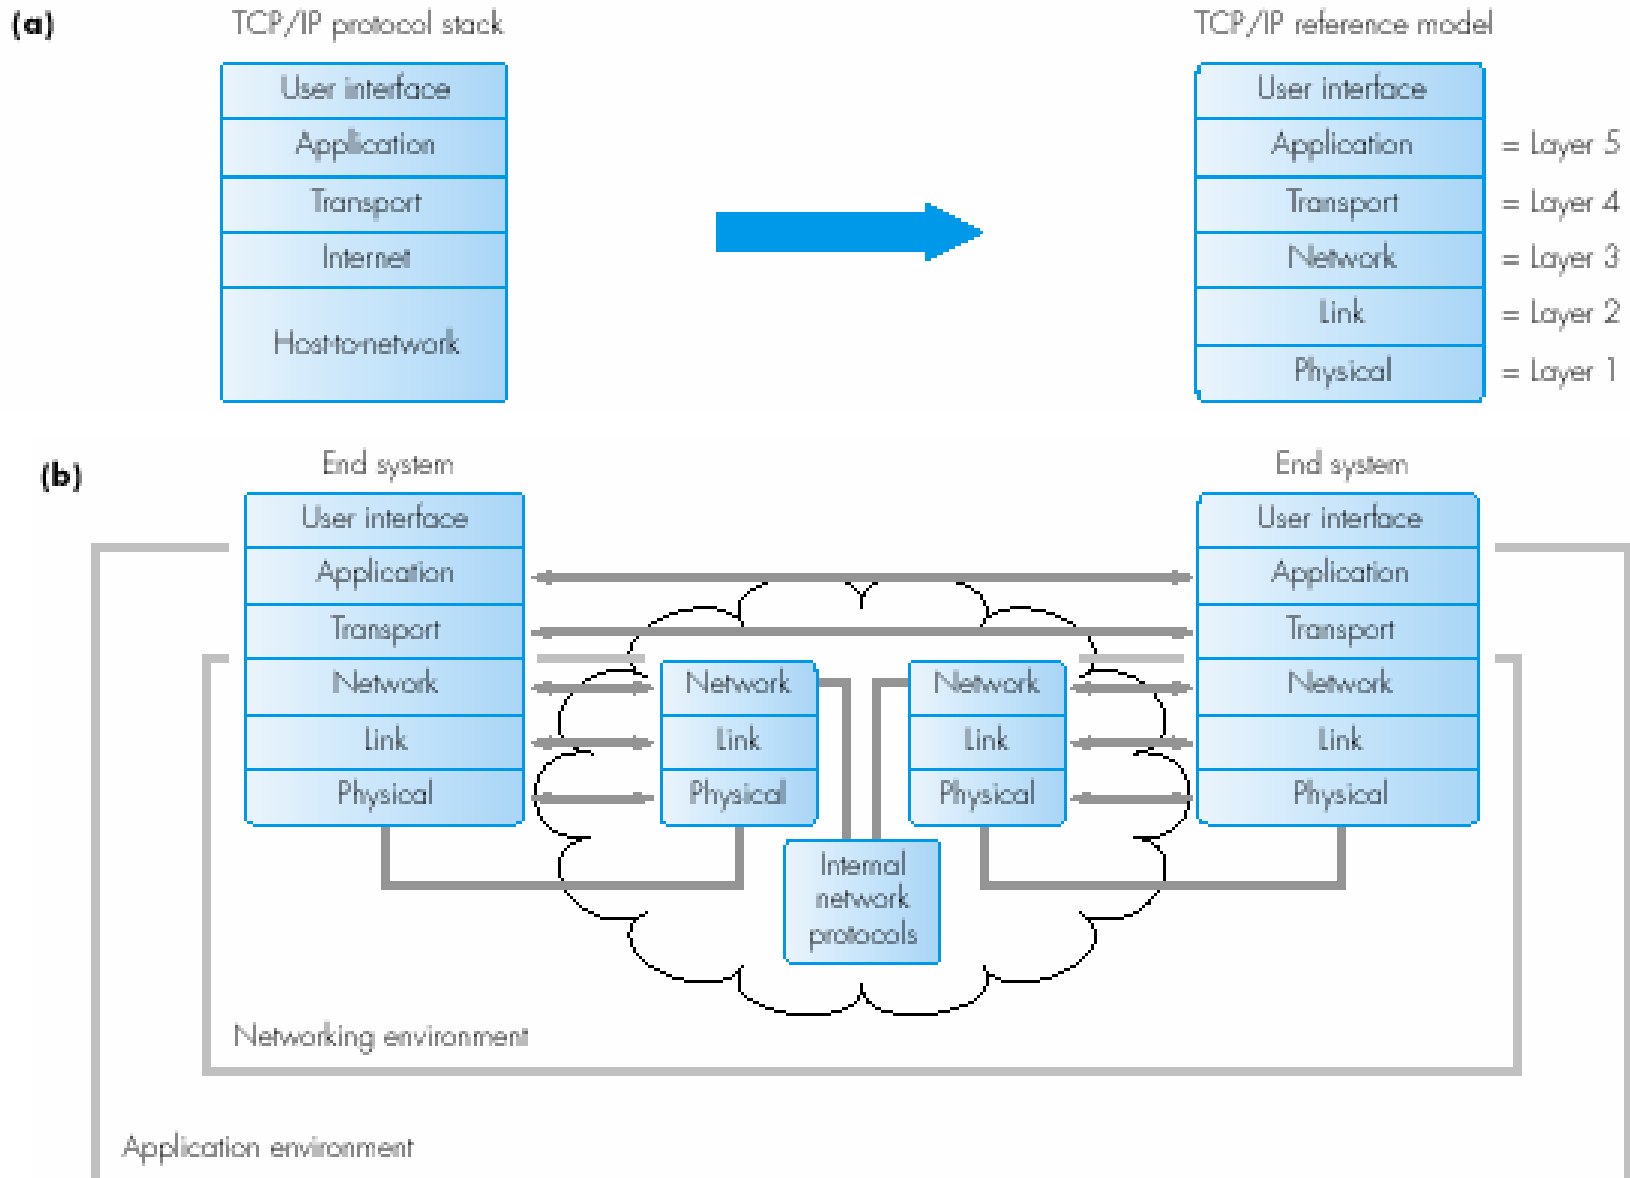 (a)
TCP/IP protocol stack
User interface
Application
Transport
Internet
Host-to-network
TCP/IP reference model
User interface
Application = Layer 5
Transport = Layer 4
Network = Layer 3
Link = Layer 2
Physical = Layer 1
(b)
End system
User interface
Application
Transport
Network
Link
Physical
Network
Link
Physical
Network
Link
Physical
Internal
network
protocols
End system
User interface
Application
Transport
Network
Link
Physical
Networking environment
Application environment